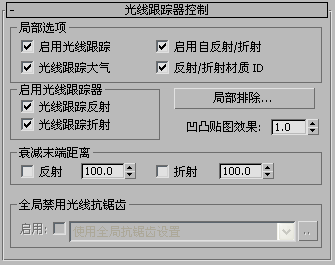 - 光线跟踪器控制
局部选项
启用光线跟踪 启用自反射/折射
光线跟踪大气 反射/折射材质 ID
启用光线跟踪器
光线跟踪反射
光线跟踪折射
局部排除...
凹凸贴图效果: 1.0
衰减末端距离
反射 100.0 折射 100.0
全局禁用光线抗锯齿
启用: 使用全局抗锯齿设置 ..